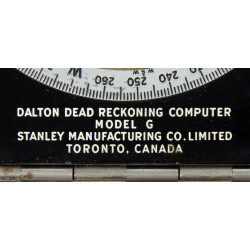 W 260 W&W 250 240
DALTON DEAD RECKONING COMPUTER
MODEL G
STANLEY MANUFACTURING CO. LIMITED
TORONTO, CANADA